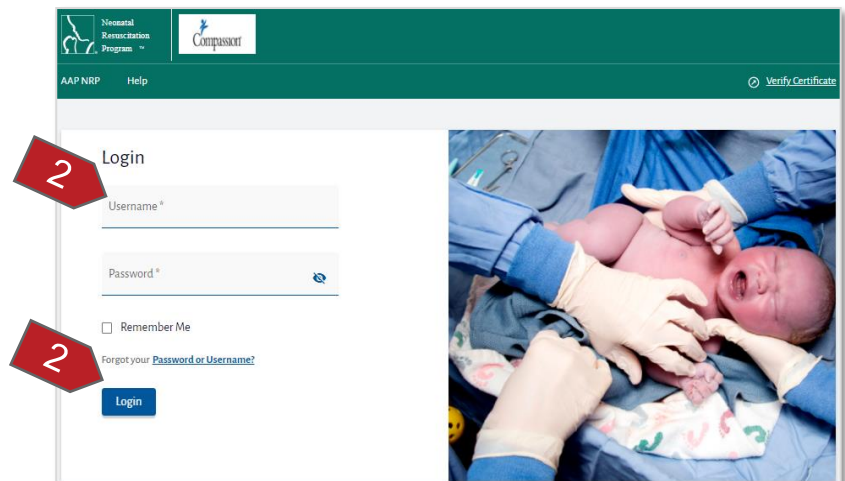 Neonatal
Resuscitation
Program ™
Compassion
AAP NRP Help
Verify Certificate
2
Login
Username *
Password *
Remember Me
2
Forgot your Password or Username?
Login